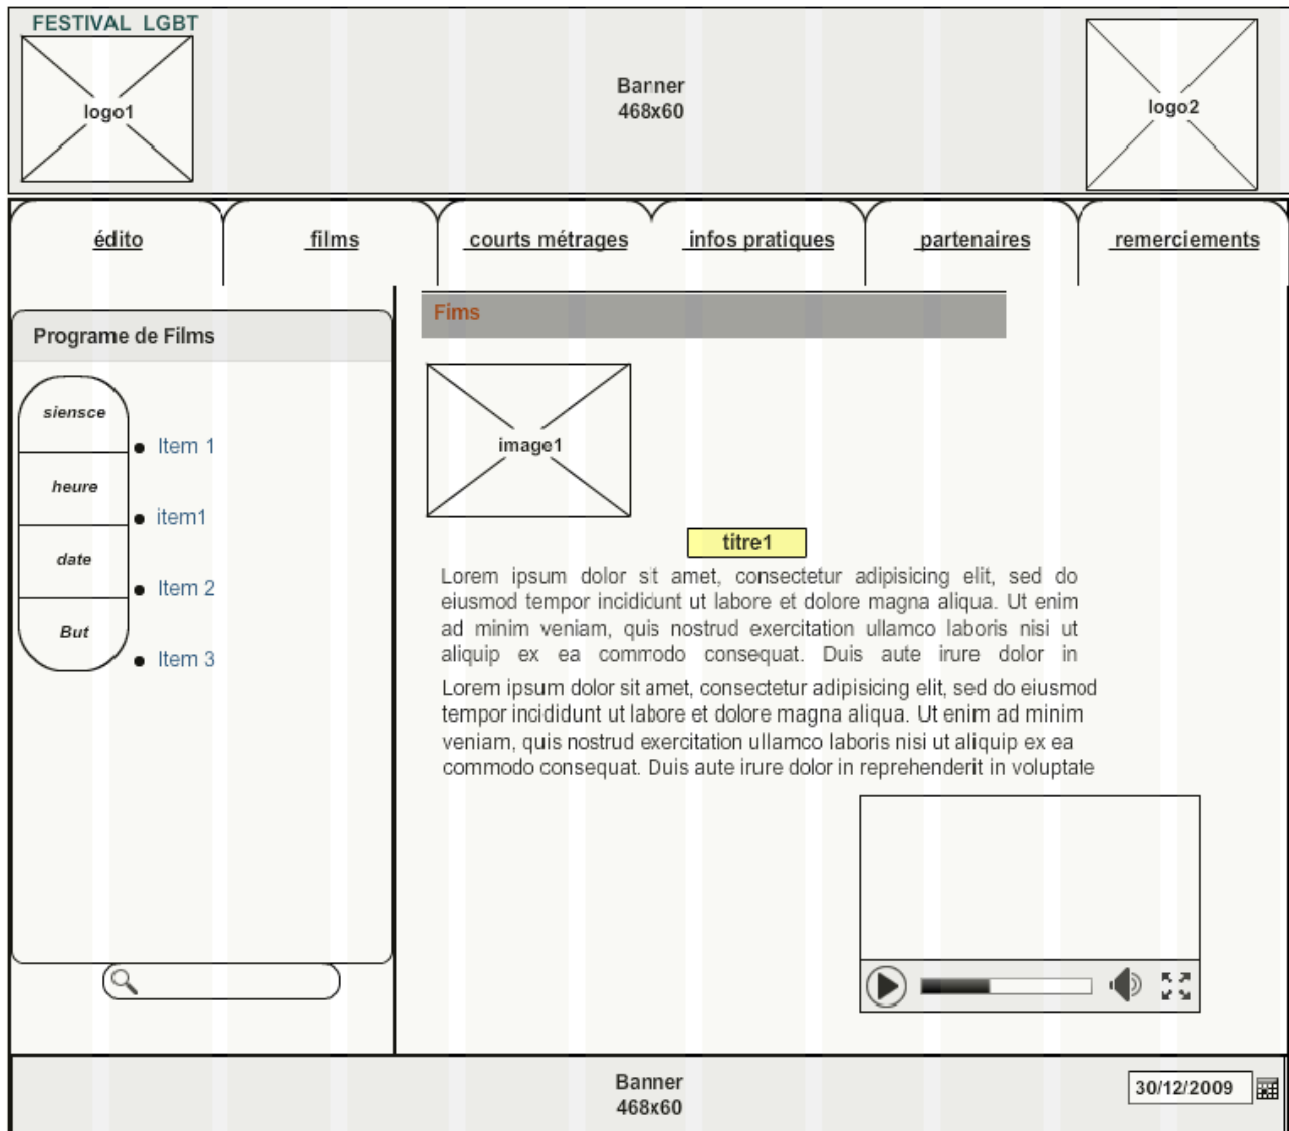 FESTIVAL LGBT
logo1
Banner
468x60
logo2
édito
films
courts métrages
infos pratiques
partenaires
remerciements
Programe de Films
siensce
heure
date
But
Item 1
item1
Item 2
Item 3
Fims
image1
titre1
Lorem ipsum dolor sit amet, consectetur adipisicing elit, sed do
eiusmod tempor incididunt ut labore et dolore magna aliqua. Ut enim
ad minim veniam, quis nostrud exercitation ullamco laboris nisi ut
aliquip ex ea commodo consequat. Duis aute irure dolor in
Lorem ipsum dolor sit amet, consectetur adipisicing elit, sed do eiusmod
tempor incididunt ut labore et dolore magna aliqua. Ut enim ad minim
veniam, quis nostrud exercitation ullamco laboris nisi ut aliquip ex ea
commodo consequat. Duis aute irure dolor in reprehenderit in voluptate
Banner
468x60
30/12/2009